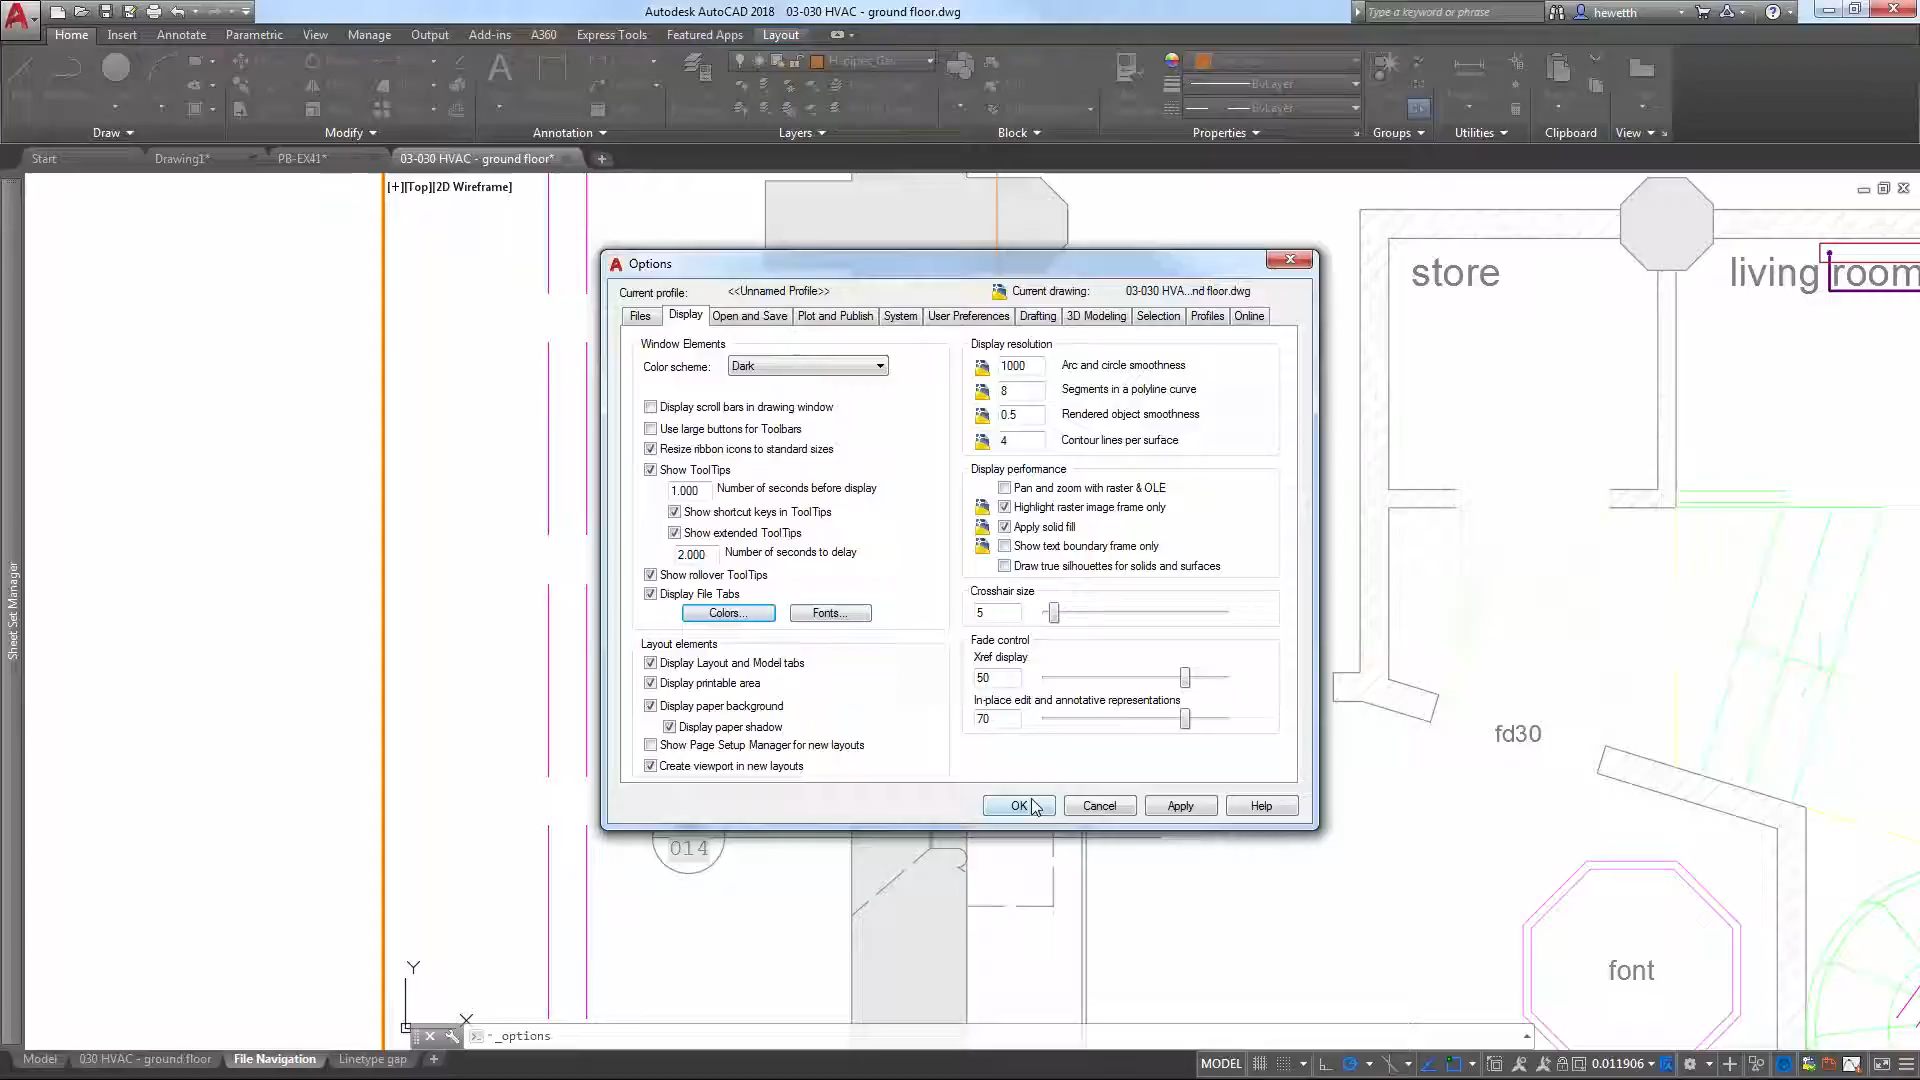 Autodesk AutoCAD 2018 03-030 HVAC - ground floor.dwg
Type a keyword or phrase
hewetth
Home Insert Annotate Parametric View Manage Output Add-ins A360 Express Tools Featured Apps Layout
ByLayer
ByLayer
Draw Modify Annotation Layers Block Properties Groups Utilities Clipboard View
Start Drawing1* PB-EX41* 03-030 HVAC - ground floor*
[+][Top][2D Wireframe]
store
living room
Options
Current profile: <<Unnamed Profile>> Current drawing: 03-030 HVA...nd floor.dwg
Files Display Open and Save Plot and Publish System User Preferences Drafting 3D Modeling Selection Profiles Online
Window Elements
Color scheme: Dark
Display scroll bars in drawing window
Use large buttons for Toolbars
Resize ribbon icons to standard sizes
Show ToolTips
1.000 Number of seconds before display
Show shortcut keys in ToolTips
Show extended ToolTips
2.000 Number of seconds to delay
Show rollover ToolTips
Display File Tabs
Colors... Fonts...
Layout elements
Display Layout and Model tabs
Display printable area
Display paper background
Display paper shadow
Show Page Setup Manager for new layouts
Create viewport in new layouts
Display resolution
1000 Arc and circle smoothness
8 Segments in a polyline curve
0.5 Rendered object smoothness
4 Contour lines per surface
Display performance
Pan and zoom with raster & OLE
Highlight raster image frame only
Apply solid fill
Show text boundary frame only
Draw true silhouettes for solids and surfaces
Crosshair size
5
Fade control
Xref display
50
In-place edit and annotative representations
70
OK Cancel Apply Help
Sheet Set Manager
fd30
014
font
Y
X
_options
Model 030 HVAC - ground floor File Navigation Linetype gap
MODEL 0.011906